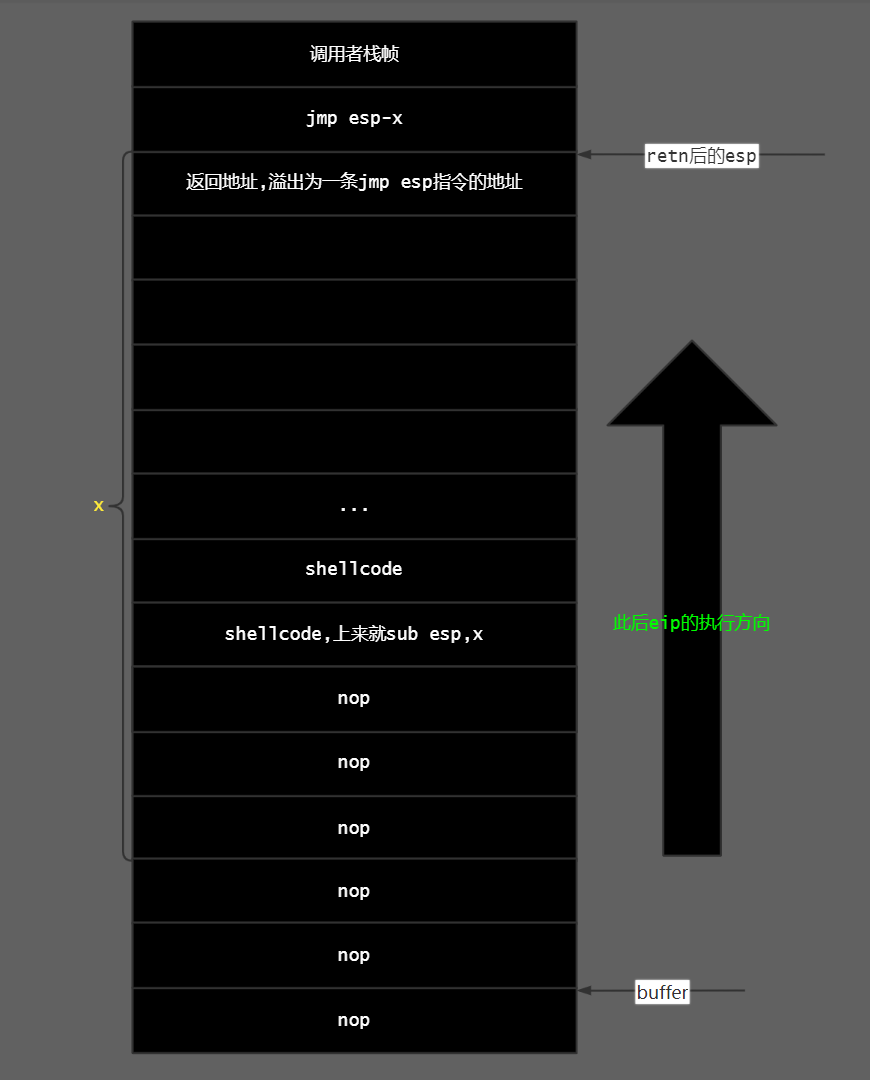 调用者栈帧
jmp esp-x
retn后的esp
返回地址,溢出为一条jmp esp指令的地址
x
...
shellcode
此后eip的执行方向
shellcode,上来就sub esp,x
nop
nop
nop
nop
nop
buffer
nop